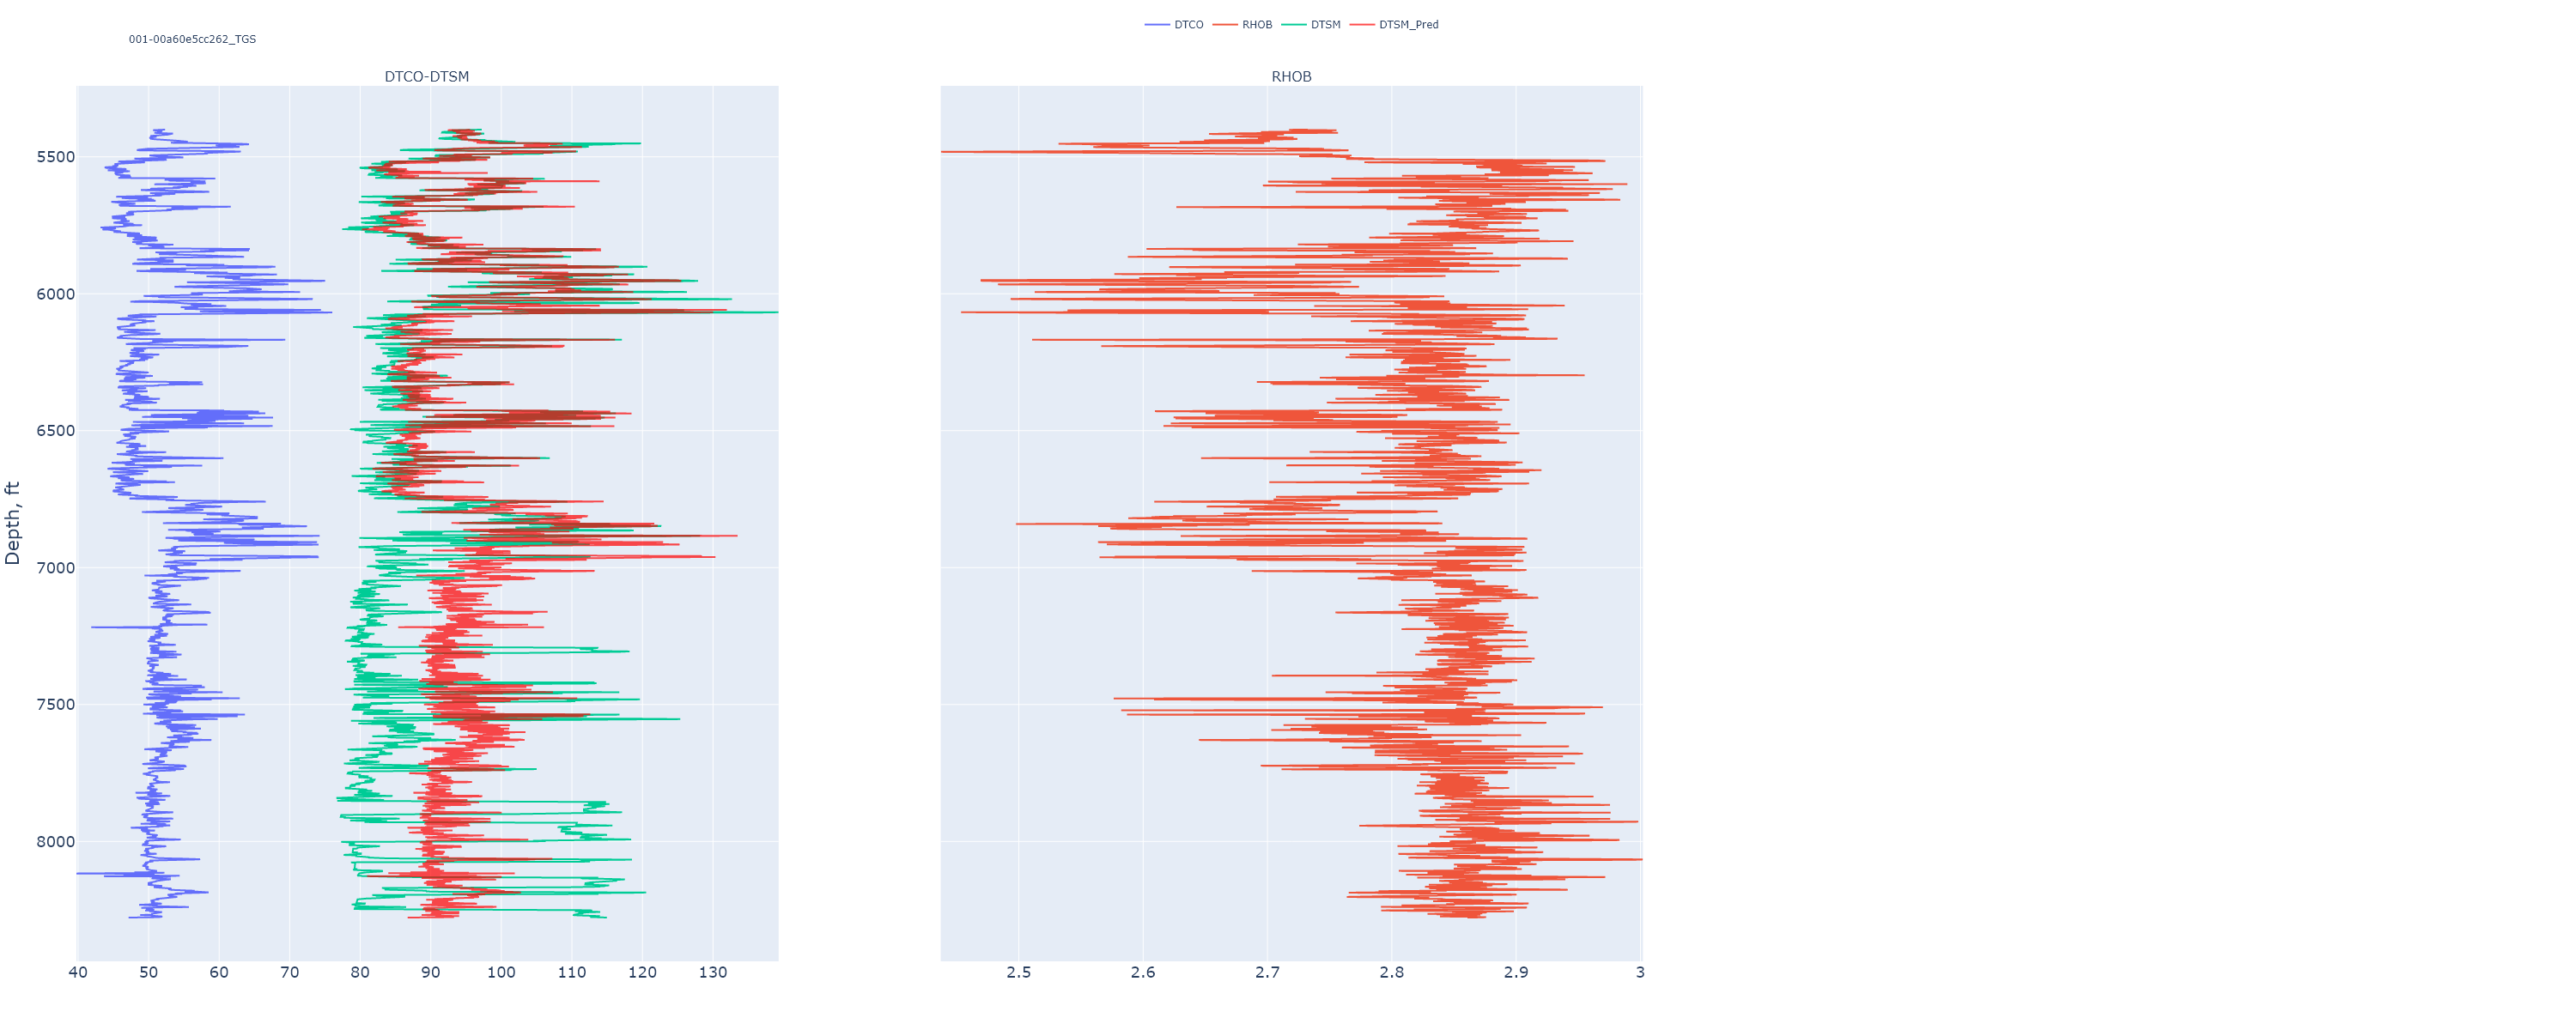 DTCO RHOB DTSM DTSM_Pred
001-00a60e5cc262_TGS
DTCO-DTSM RHOB
5500
6000
6500
Depth, ft
7000
7500
8000
40 50 60 70 80 90 100 110 120 130 2.5 2.6 2.7 2.8 2.9 3